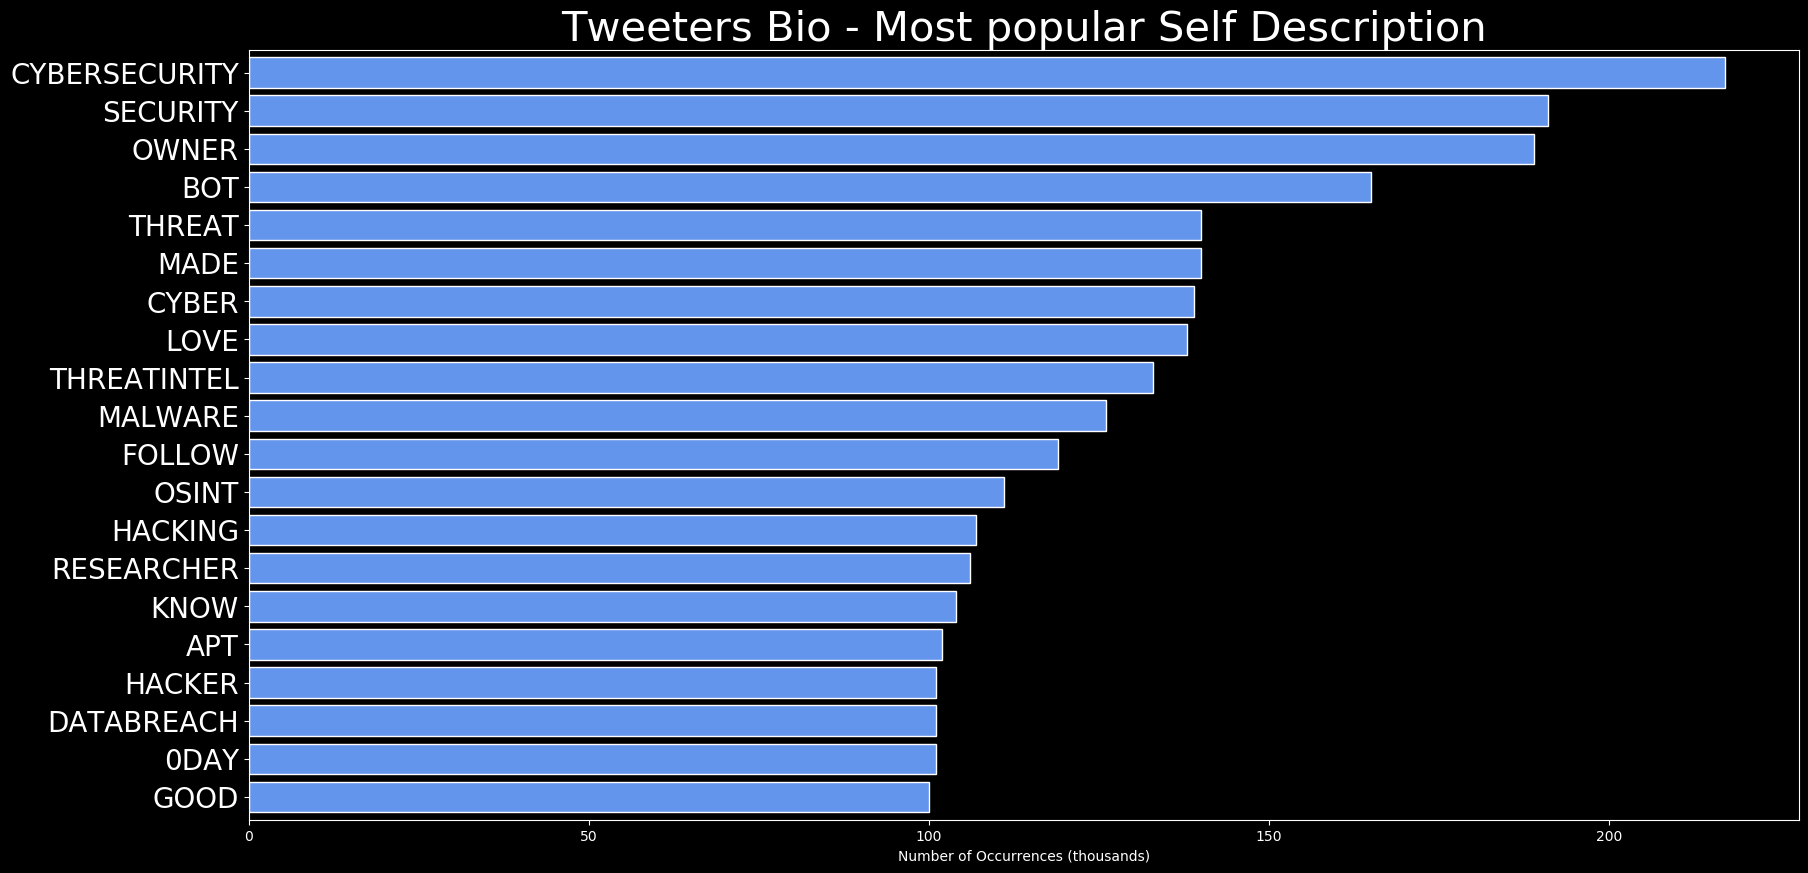 Tweeters Bio - Most popular Self Description
CYBERSECURITY
SECURITY
OWNER
BOT
THREAT
MADE
CYBER
LOVE
THREATINTEL
MALWARE
FOLLOW
OSINT
HACKING
RESEARCHER
KNOW
APT
HACKER
DATABREACH
0DAY
GOOD
0 50 100 150 200
Number of Occurrences (thousands)